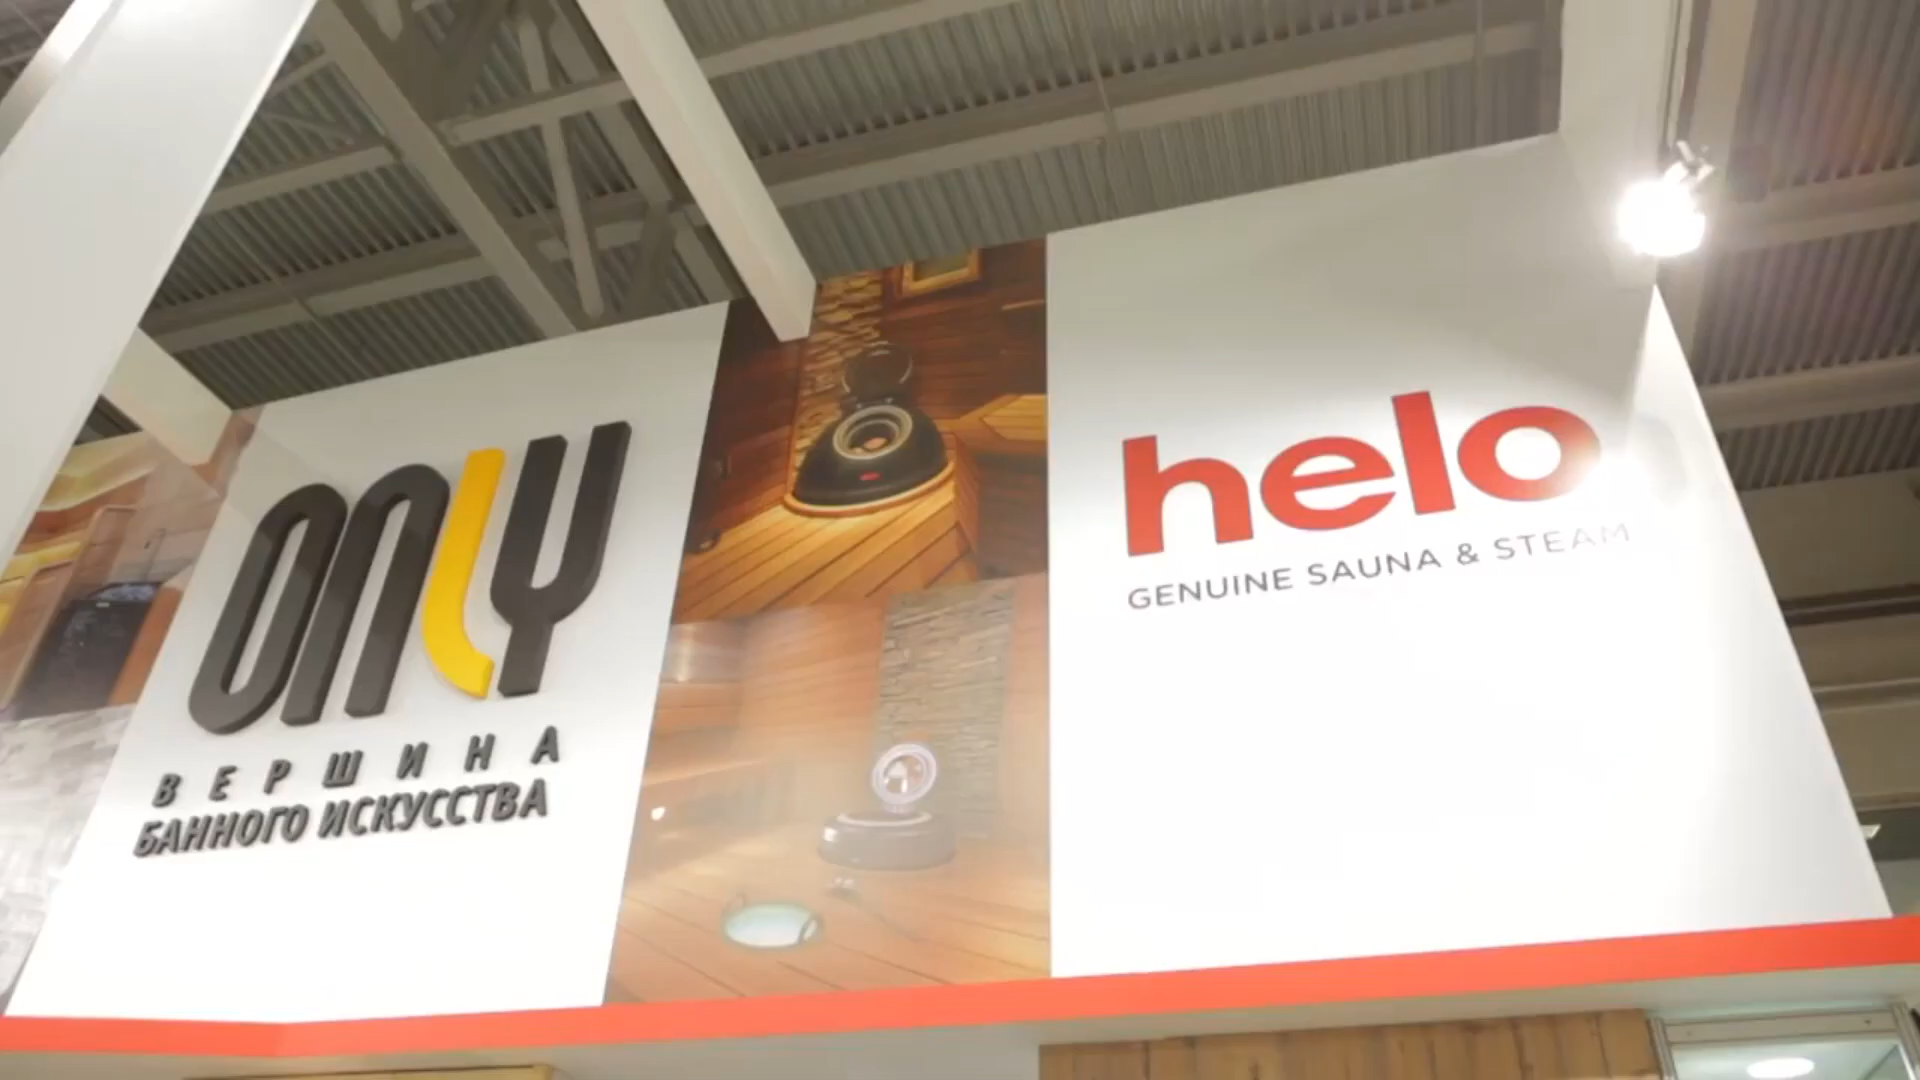 ONLY
ВЕРШИНА
БАННОГО ИСКУССТВА
helo
GENUINE SAUNA & STEAM